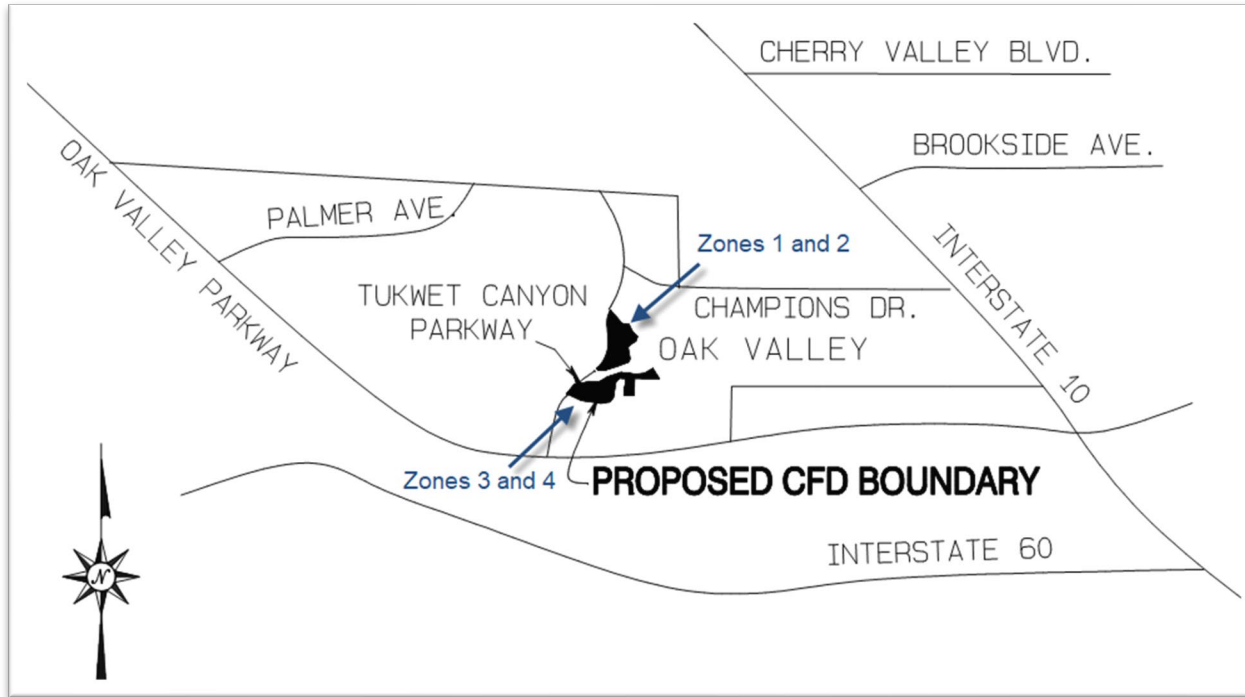 CHERRY VALLEY BLVD.
BROOKSIDE AVE.
OAK VALLEY PARKWAY
PALMER AVE.
INTERSTATE 10
Zones 1 and 2
TUKWET CANYON
PARKWAY
CHAMPIONS DR.
OAK VALLEY
Zones 3 and 4
PROPOSED CFD BOUNDARY
INTERSTATE 60
N